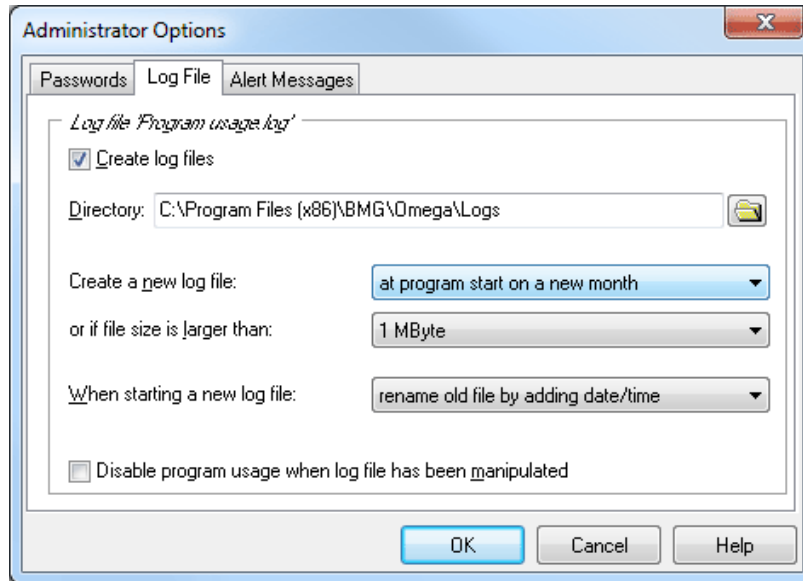 Administrator Options
Passwords Log File Alert Messages
Log file 'Program usage.log'
Create log files
Directory: C:\Program Files (x86)\BMG\Omega\Logs
Create a new log file: at program start on a new month
or if file size is larger than: 1 MByte
When starting a new log file: rename old file by adding date/time
Disable program usage when log file has been manipulated
OK Cancel Help